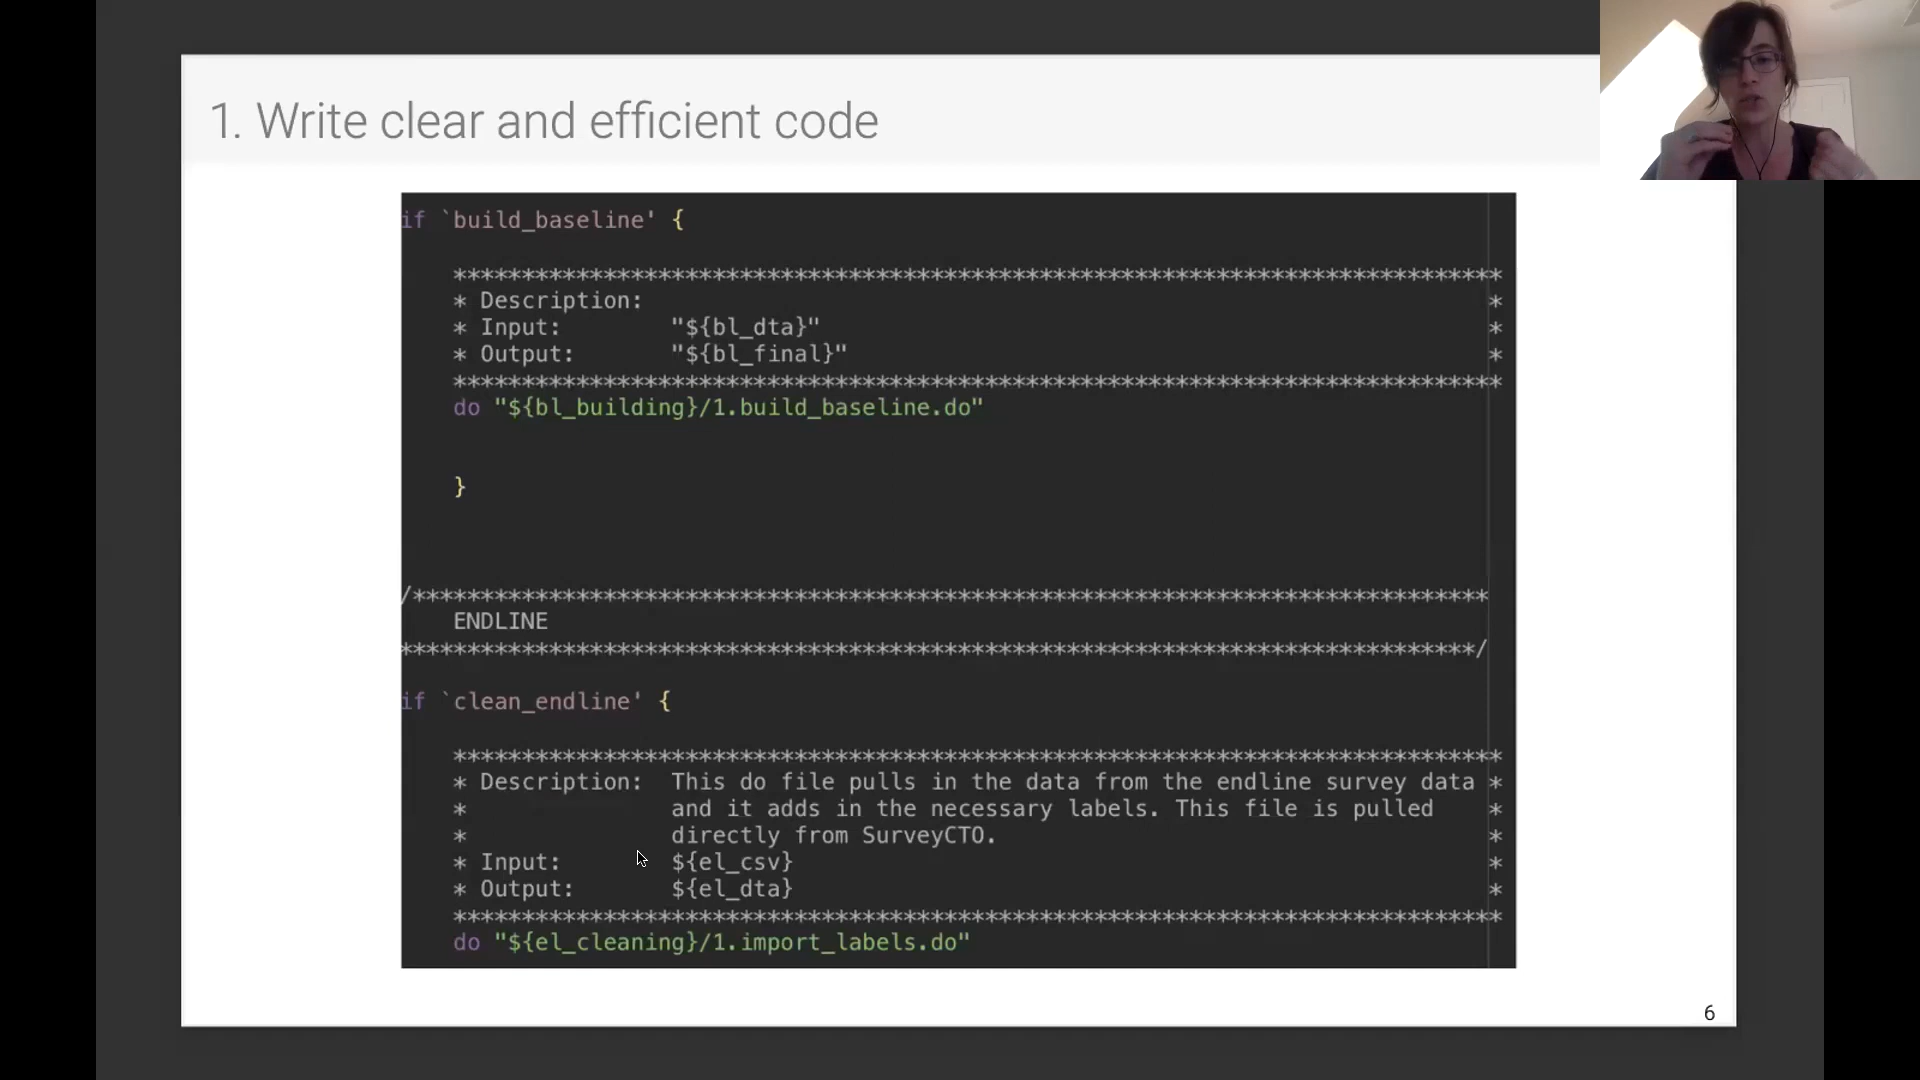 1. Write clear and efficient code
if `build_baseline' {
******************************************************************************
* Description: *
* Input: "${bl_dta}" *
* Output: "${bl_final}" *
******************************************************************************
do "${bl_building}/1.build_baseline.do"
}
/*******************************************************************************
ENDLINE
*******************************************************************************/
if `clean_endline' {
******************************************************************************
* Description: This do file pulls in the data from the endline survey data *
* and it adds in the necessary labels. This file is pulled *
* directly from SurveyCTO. *
* Input: ${el_csv} *
* Output: ${el_dta} *
******************************************************************************
do "${el_cleaning}/1.import_labels.do"
6